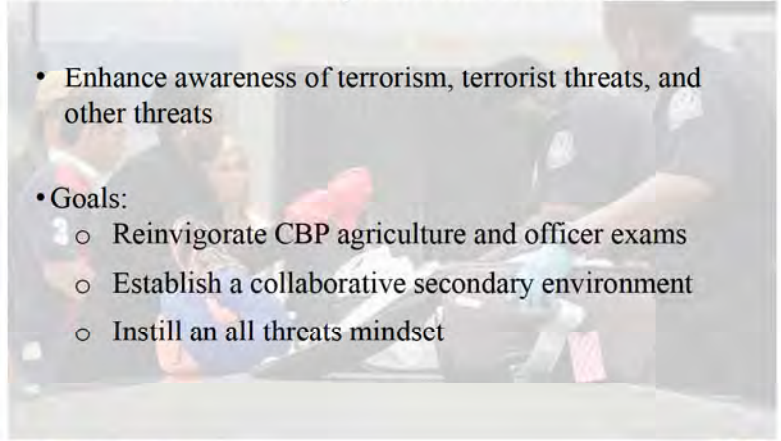 • Enhance awareness of terrorism, terrorist threats, and
other threats
• Goals:
o Reinvigorate CBP agriculture and officer exams
o Establish a collaborative secondary environment
o Instill an all threats mindset